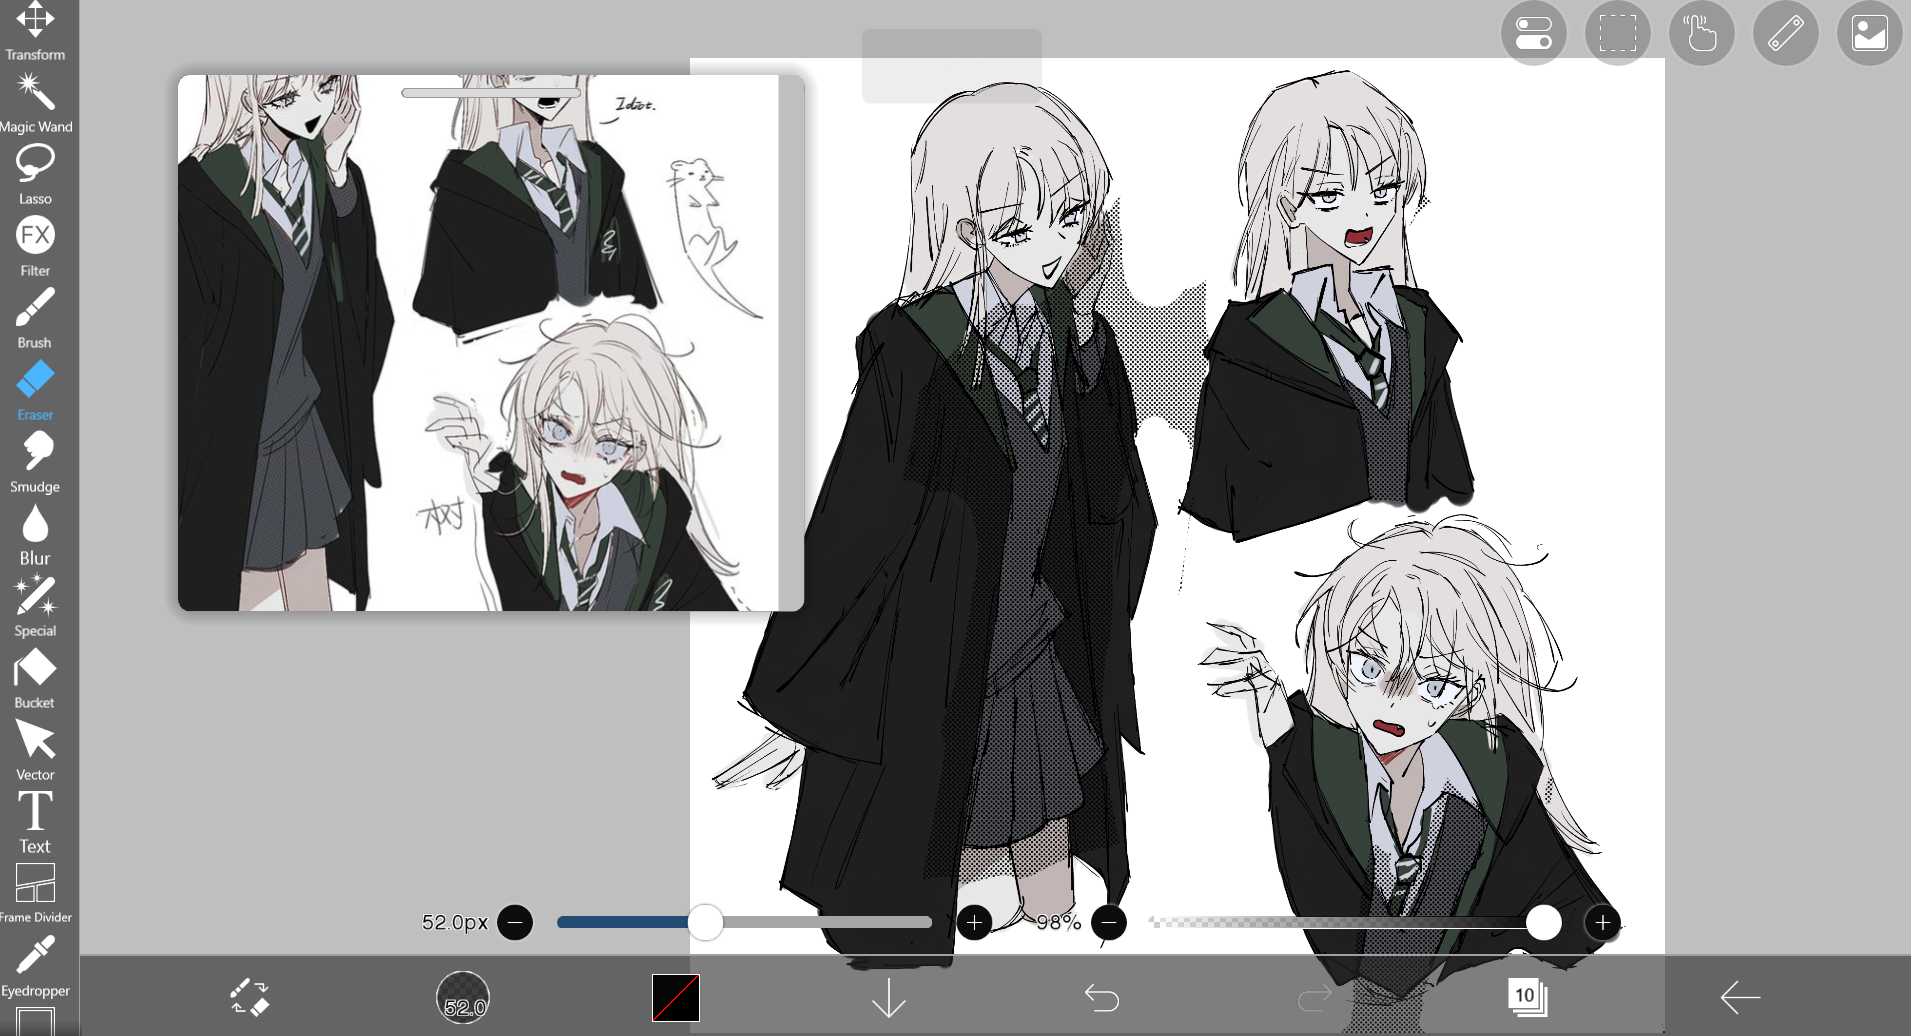 Transform
Magic Wand
Lasso
FX
Filter
Brush
Eraser
Smudge
Blur
Special
Bucket
Vector
T
Text
Frame Divider
Eyedropper
Idiot.
52.0px
98%
52.0
10